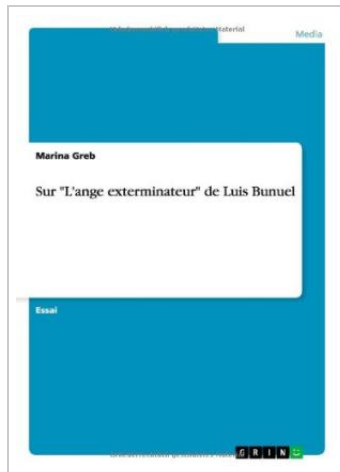 Media
Marina Greb
Sur "L'ange exterminateur" de Luis Bunuel
Essai
GRIN